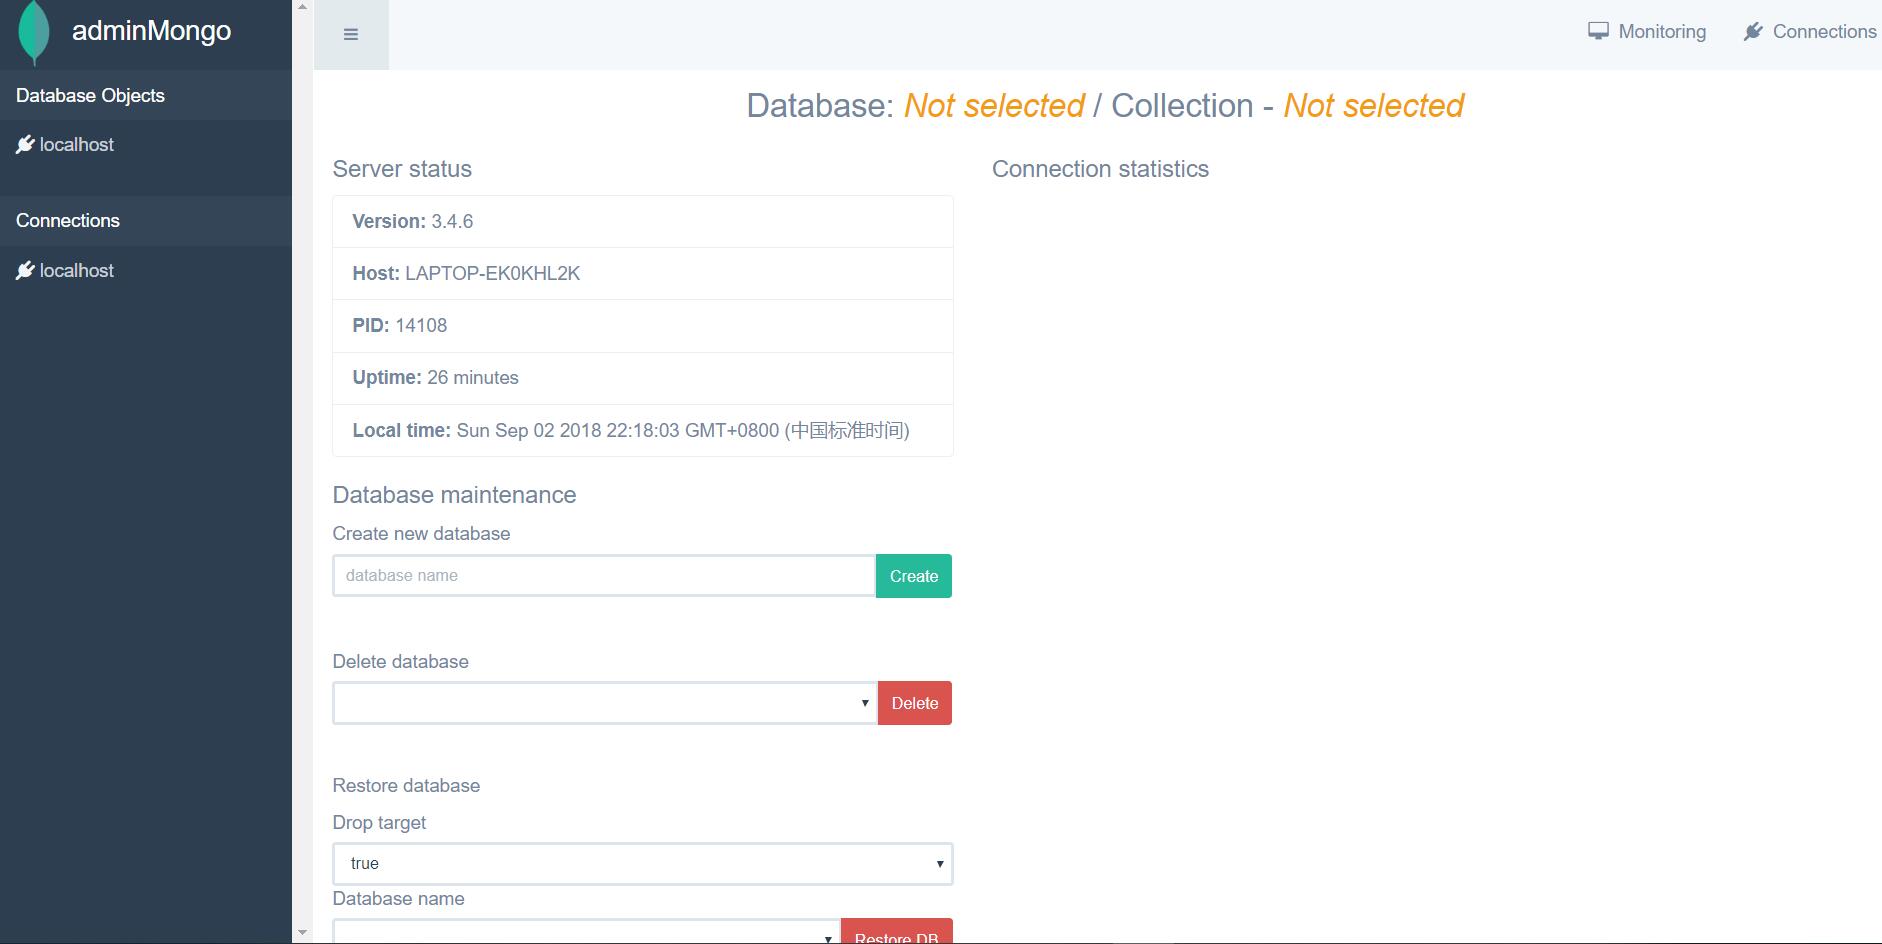 adminMongo
Monitoring
Connections
Database Objects
localhost
Connections
localhost
Database: Not selected / Collection - Not selected
Server status
Connection statistics
Version: 3.4.6
Host: LAPTOP-EK0KHL2K
PID: 14108
Uptime: 26 minutes
Local time: Sun Sep 02 2018 22:18:03 GMT+0800 (中国标准时间)
Database maintenance
Create new database
database name
Create
Delete database
Delete
Restore database
Drop target
true
Database name
Restore DB